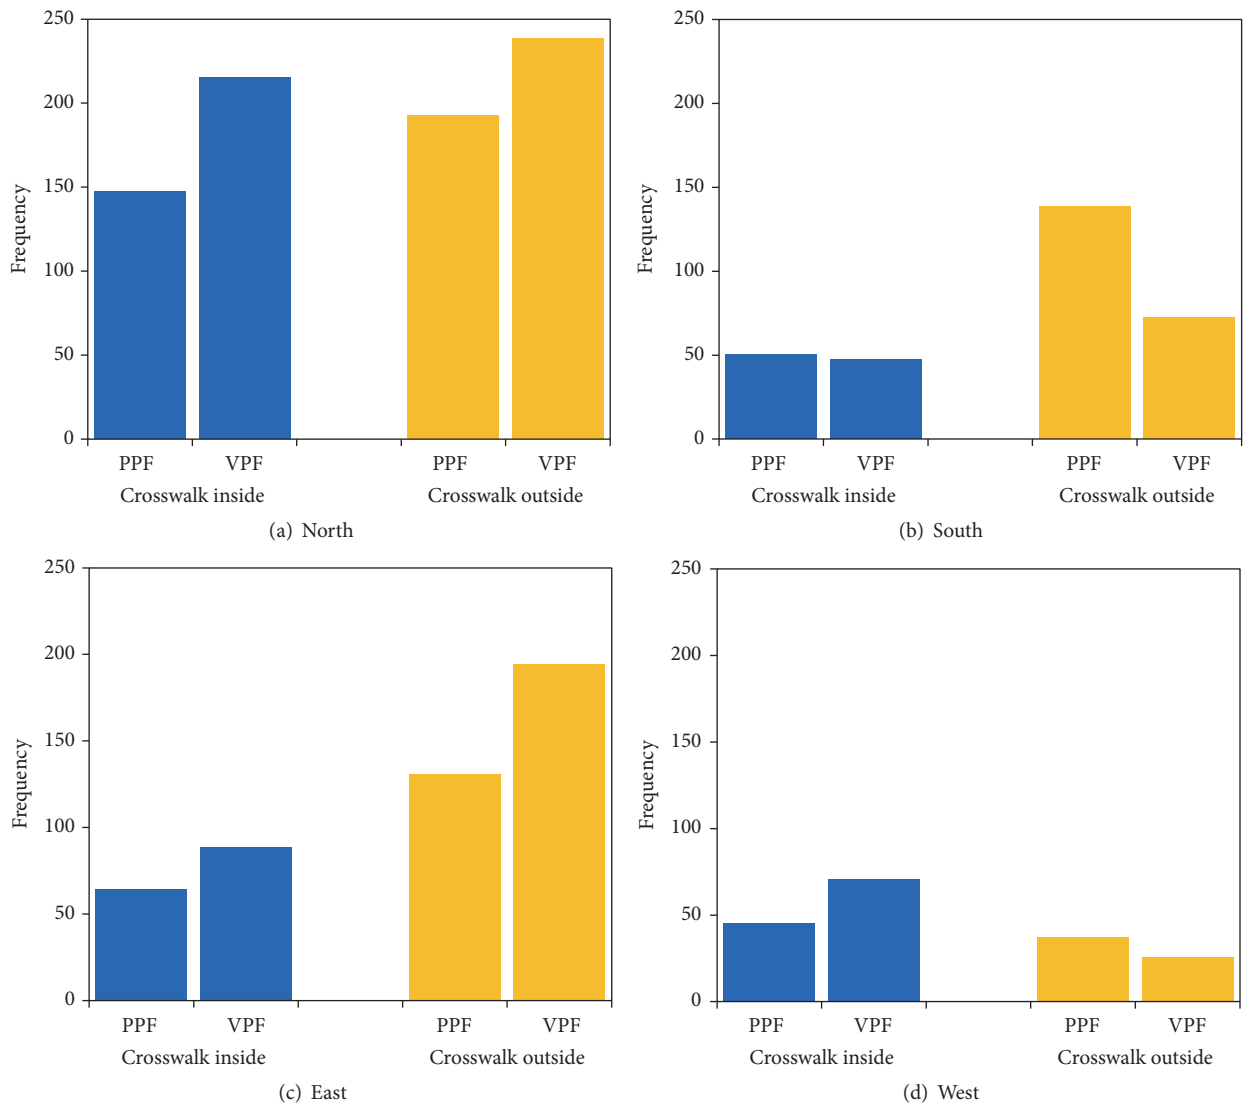 250
200
150
100
50
0
Frequency
PPF VPF PPF VPF
Crosswalk inside Crosswalk outside
(a) North
250
200
150
100
50
0
Frequency
PPF VPF PPF VPF
Crosswalk inside Crosswalk outside
(b) South
250
200
150
100
50
0
Frequency
PPF VPF PPF VPF
Crosswalk inside Crosswalk outside
(c) East
250
200
150
100
50
0
Frequency
PPF VPF PPF VPF
Crosswalk inside Crosswalk outside
(d) West